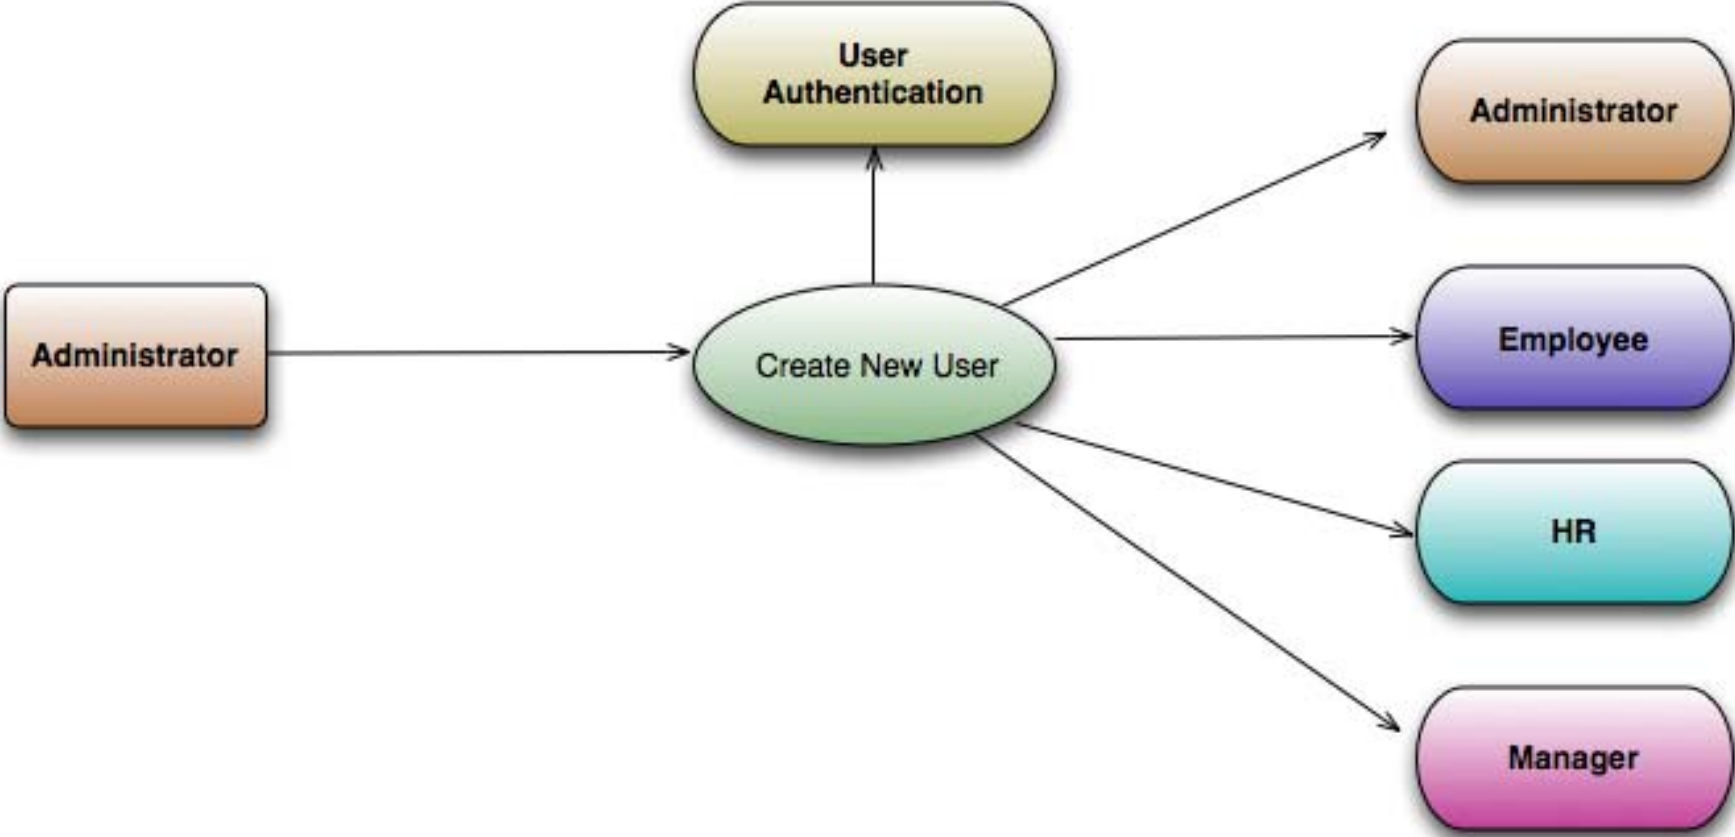 User
Authentication
Administrator
Administrator
Create New User
Employee
HR
Manager